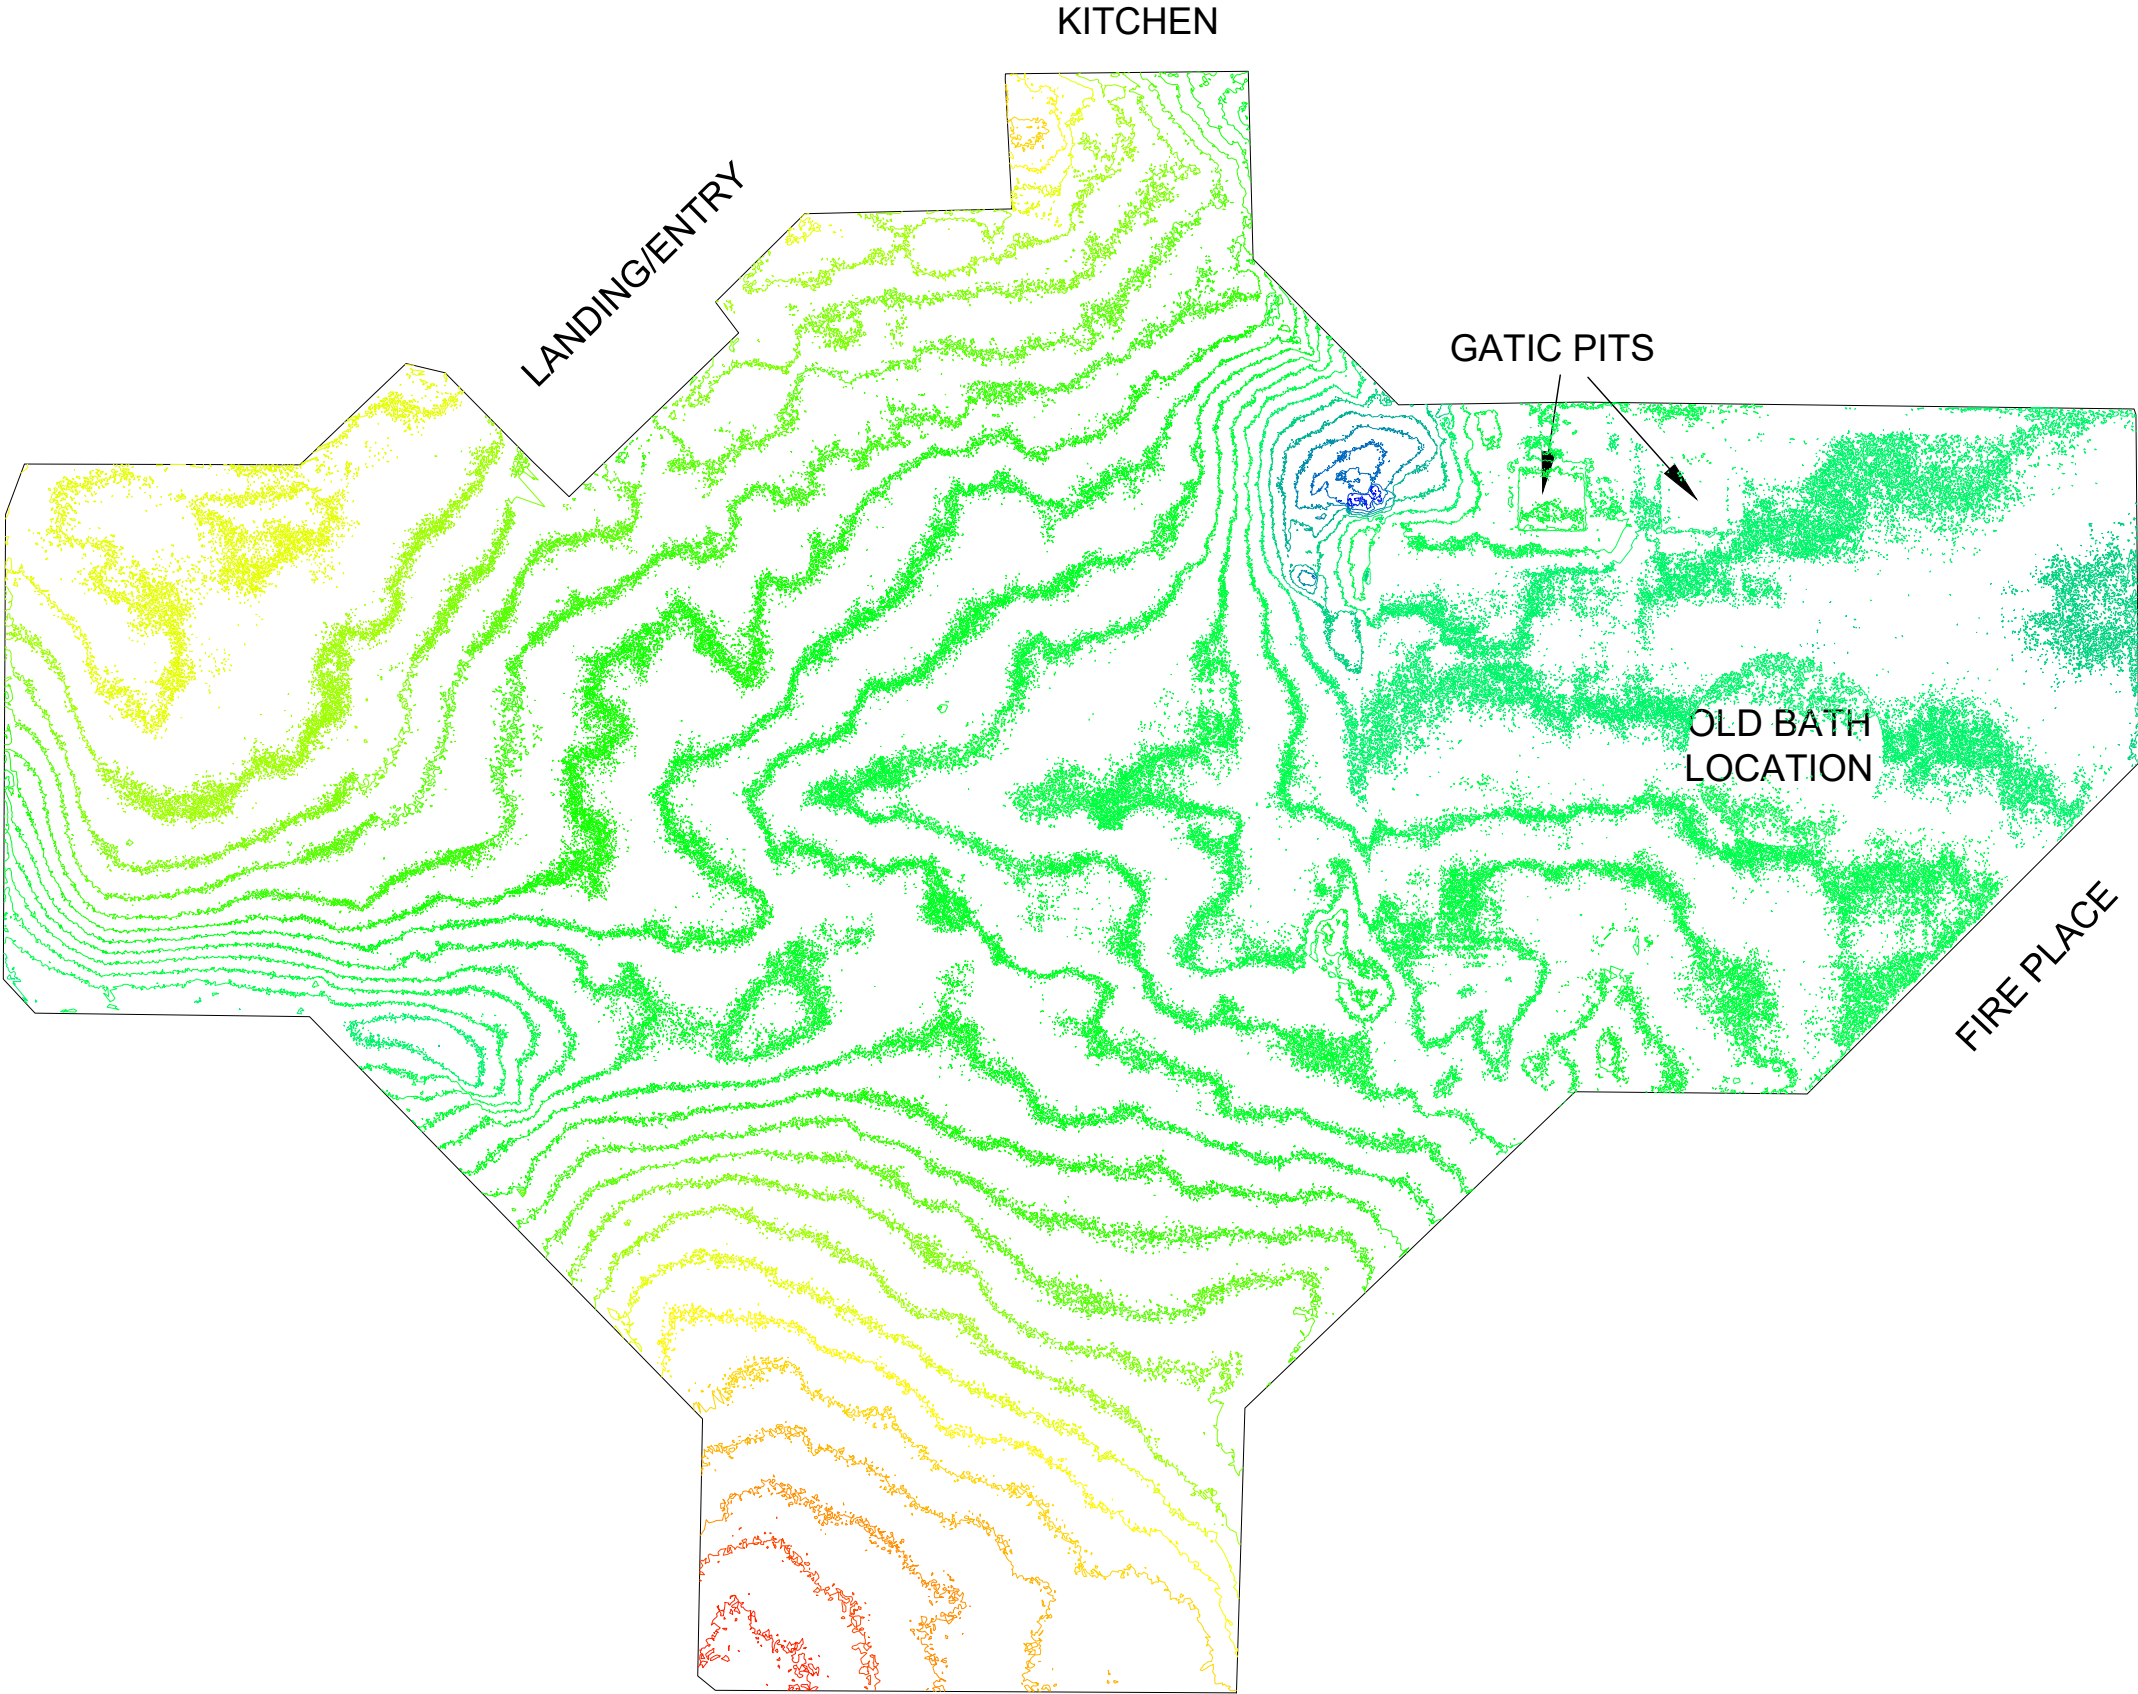 KITCHEN
LANDING/ENTRY
GATIC PITS
OLD BATH
LOCATION
FIRE PLACE